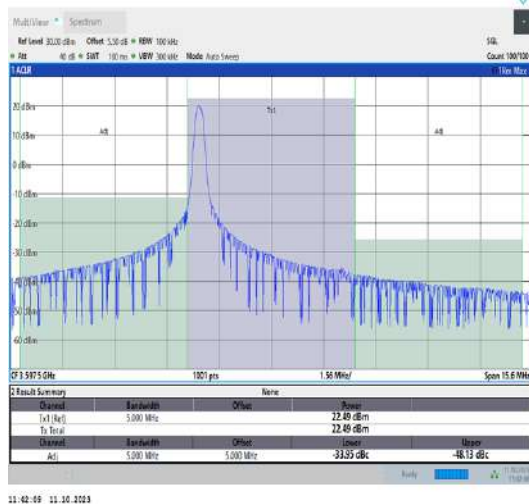 MultiView Spectrum
Ref Level 30.00 dBm Offset 5.50 dB RBW 100 kHz SGL
Att 40 dB SWT 100 ms VBW 300 kHz Mode Auto Sweep Count 100/100
1 ACLR
Tx1
Adj Adj
20 dBm
10 dBm
0 dBm
-10 dBm
-20 dBm
-30 dBm
-40 dBm
-50 dBm
-60 dBm
CF 3.5975 GHz 1001 pts 1.56 MHz/ Span 15.6 MHz
2 Result Summary None
Channel Bandwidth Offset Power
Tx1 (Ref) 5.000 MHz 22.49 dBm
Tx Total 22.49 dBm
Channel Bandwidth Offset Lower Upper
Adj 5.000 MHz 5.000 MHz -33.95 dBc -48.13 dBc
Ready
11:42:09 11.10.2023